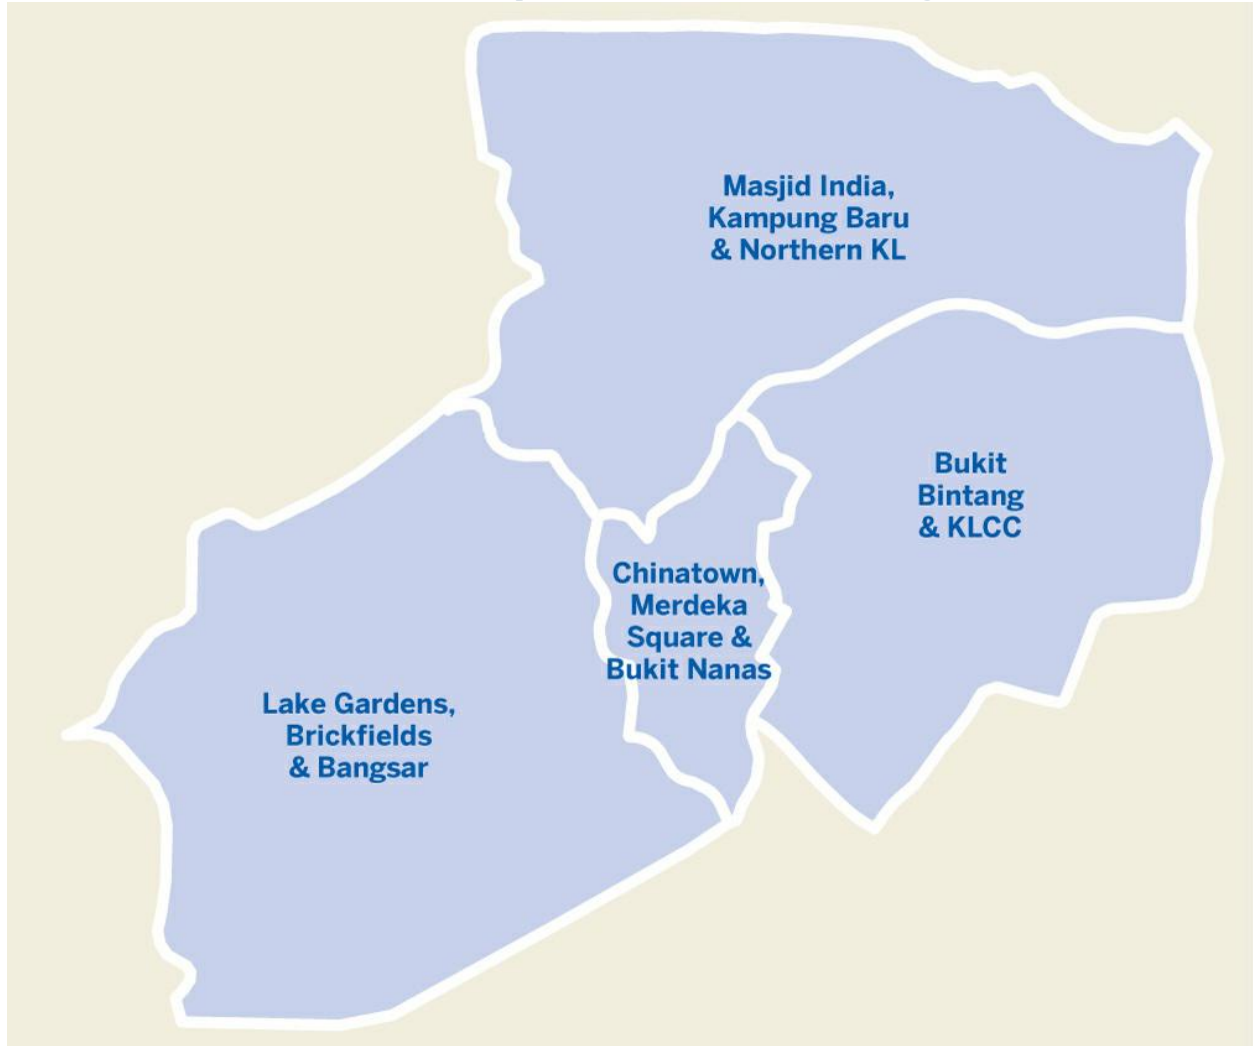 Masjid India,
Kampung Baru
& Northern KL
Bukit
Bintang
& KLCC
Chinatown,
Merdeka
Square &
Bukit Nanas
Lake Gardens,
Brickfields
& Bangsar